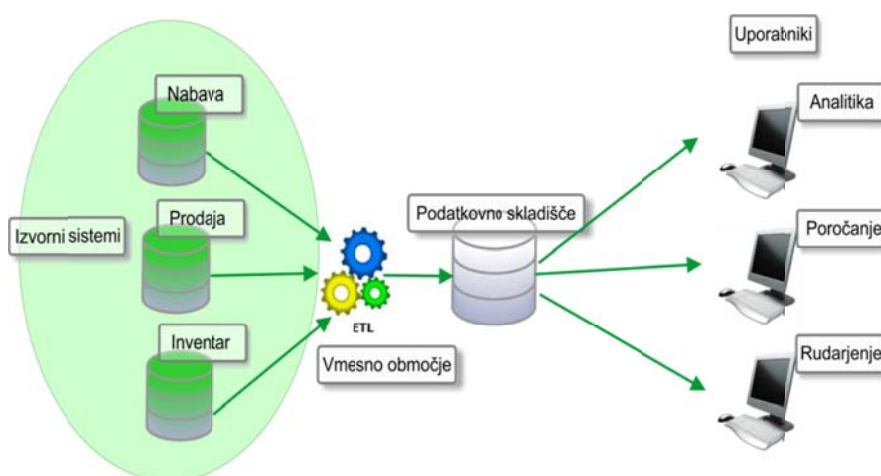 Uporabniki
Nabava
Analitika
Izvorni sistemi
Prodaja
Podatkovno skladišče
Poročanje
ETL
Inventar
Vmesno območje
Rudarjenje